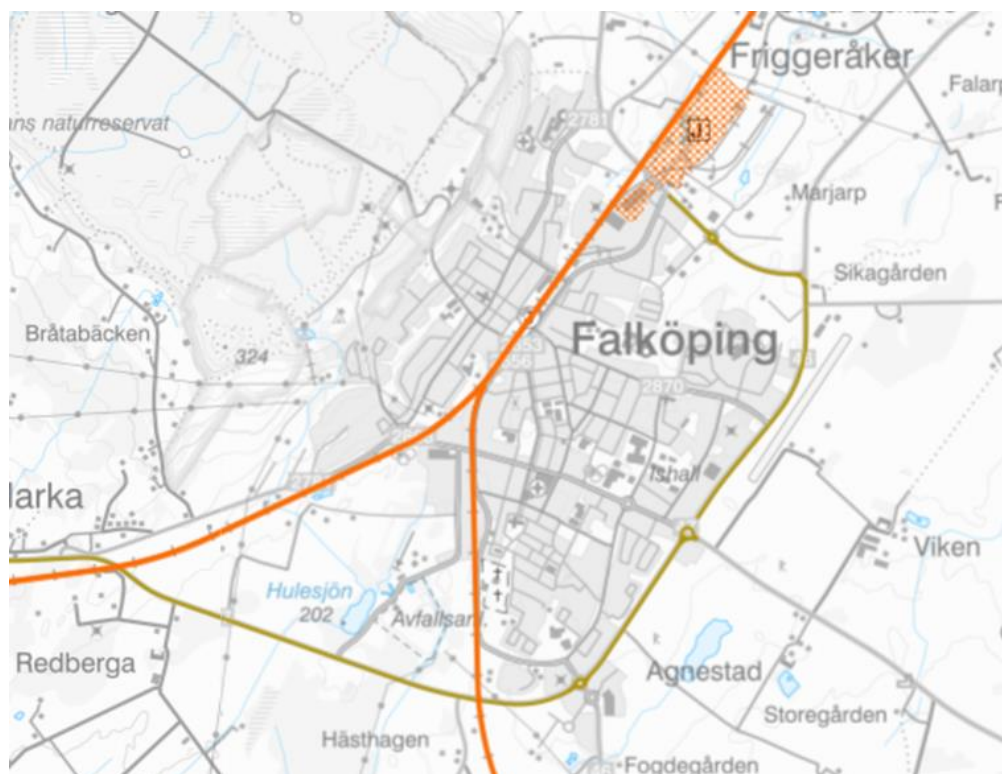 Friggeråker
Falarp
ns naturreservat
2781
J
Marjarp
Sikagården
Bråtabäcken
Falköping
324
2870
Ishall
larka
Viken
Hulesjön
202
Avfallsanl.
Redberga
Agnestad
Storegården
Hästhagen
Fogdegården